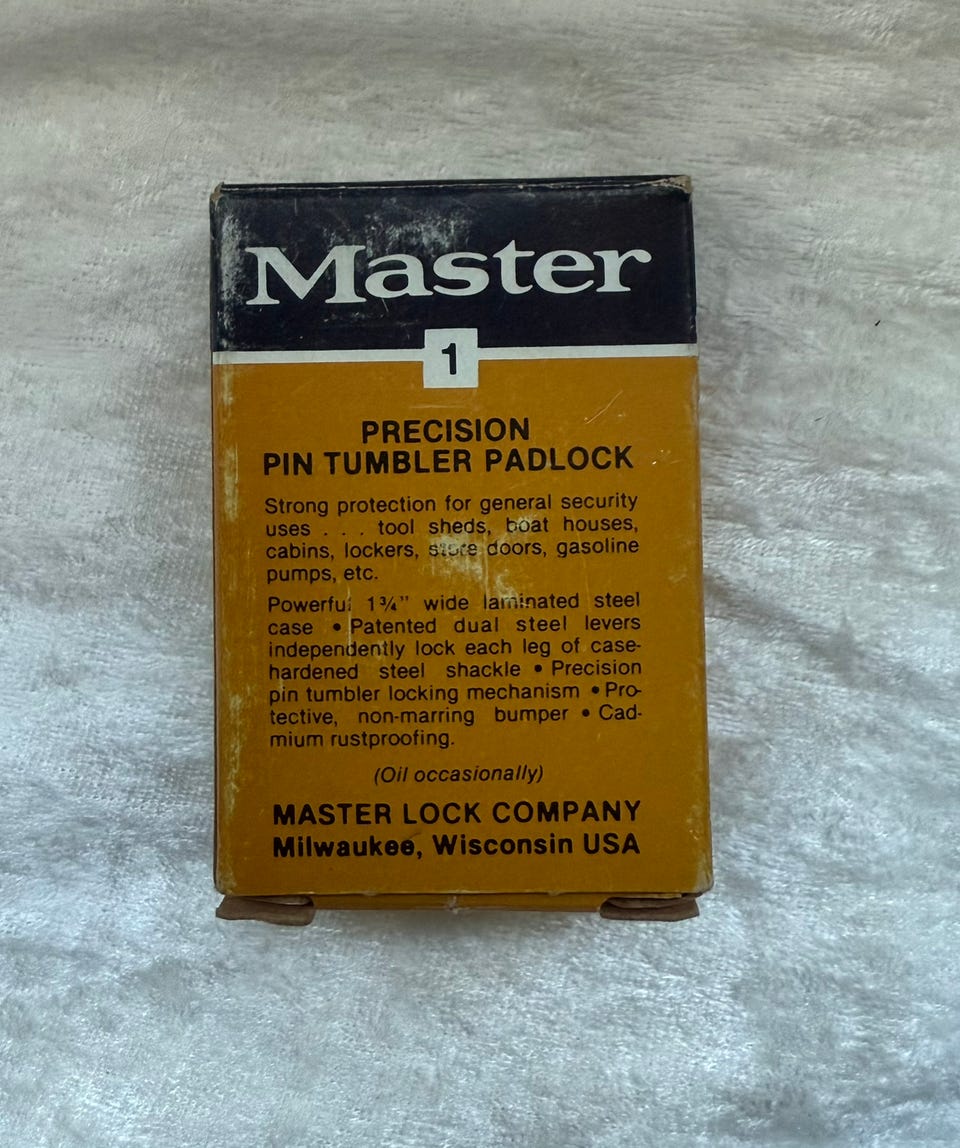 Master
1
PRECISION
PIN TUMBLER PADLOCK
Strong protection for general security
uses . . . tool sheds, boat houses,
cabins, lockers, store doors, gasoline
pumps, etc.
Powerful 1¾" wide laminated steel
case • Patented dual steel levers
independently lock each leg of case-
hardened steel shackle • Precision
pin tumbler locking mechanism • Pro-
tective, non-marring bumper • Cad-
mium rustproofing.
(Oil occasionally)
MASTER LOCK COMPANY
Milwaukee, Wisconsin USA